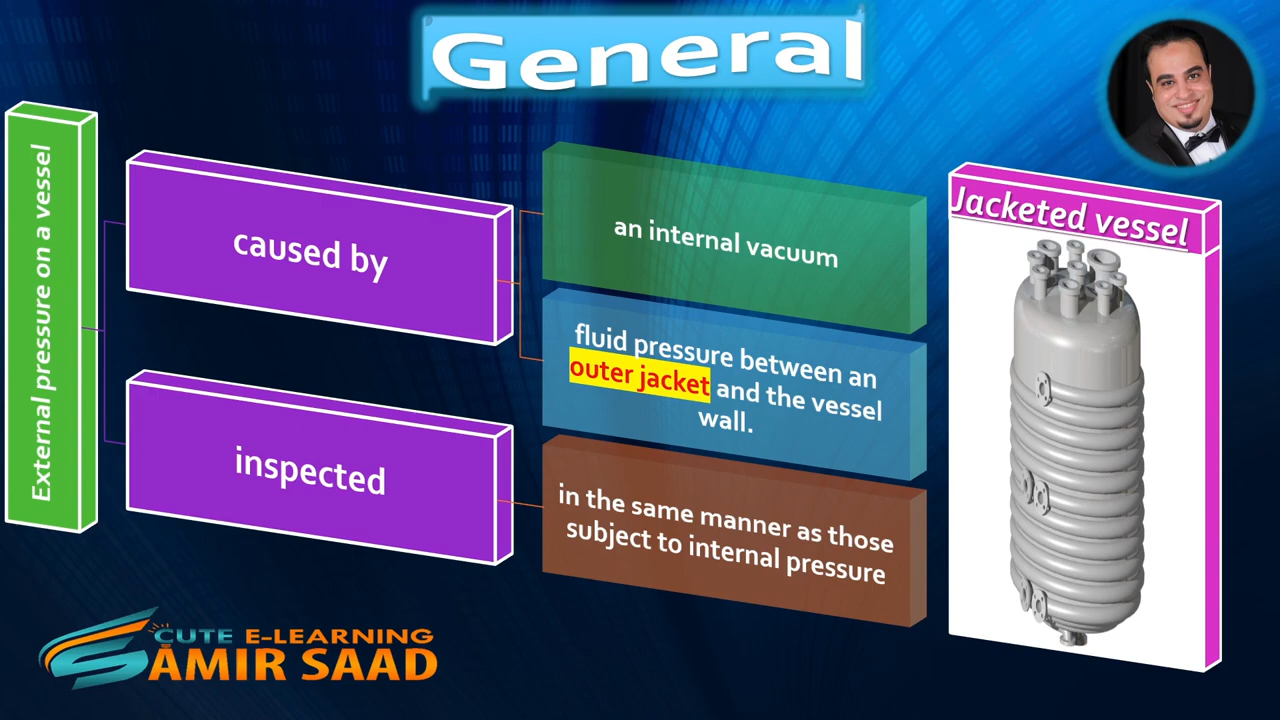 General
External pressure on a vessel
caused by
an internal vacuum
fluid pressure between an
outer jacket and the vessel
wall.
inspected
in the same manner as those
subject to internal pressure
Jacketed vessel
CUTE E-LEARNING
AMIR SAAD